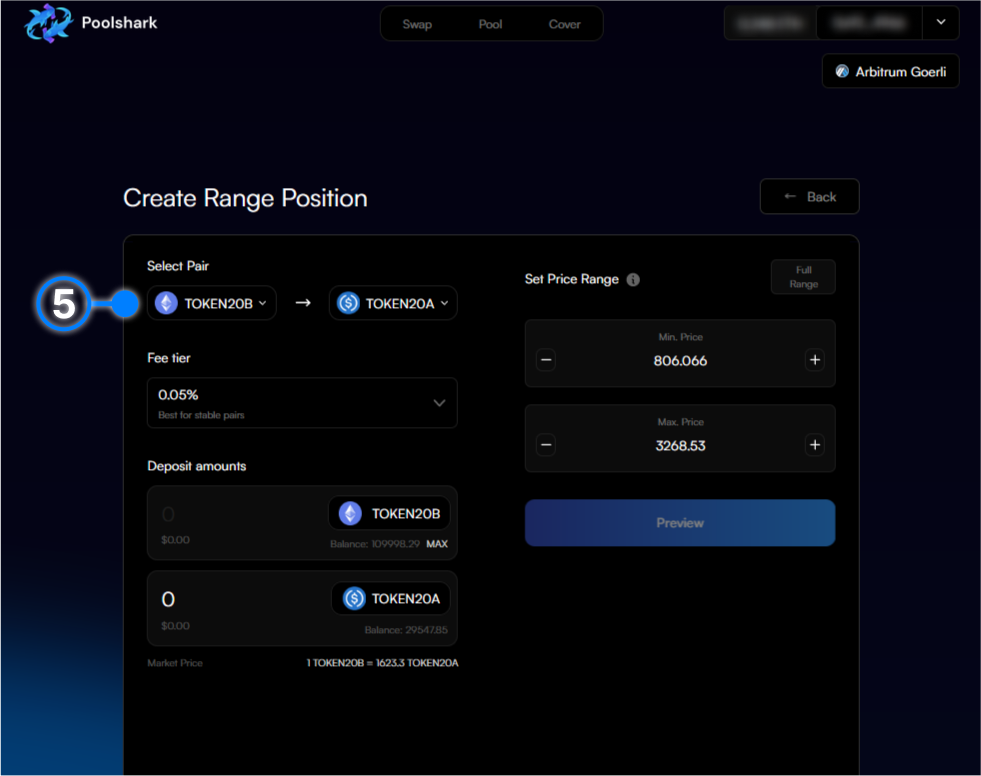 Poolshark
Swap Pool Cover
Arbitrum Goerli
Create Range Position
← Back
Select Pair
5
TOKEN20B → TOKEN20A
Fee tier
0.05%
Best for stable pairs
Deposit amounts
0 TOKEN20B
$0.00 Balance: 109998.29 MAX
0 TOKEN20A
$0.00 Balance: 29547.85
Market Price 1 TOKEN20B = 1623.3 TOKEN20A
Set Price Range
Full
Range
Min. Price
− 806.066 +
Max. Price
− 3268.53 +
Preview